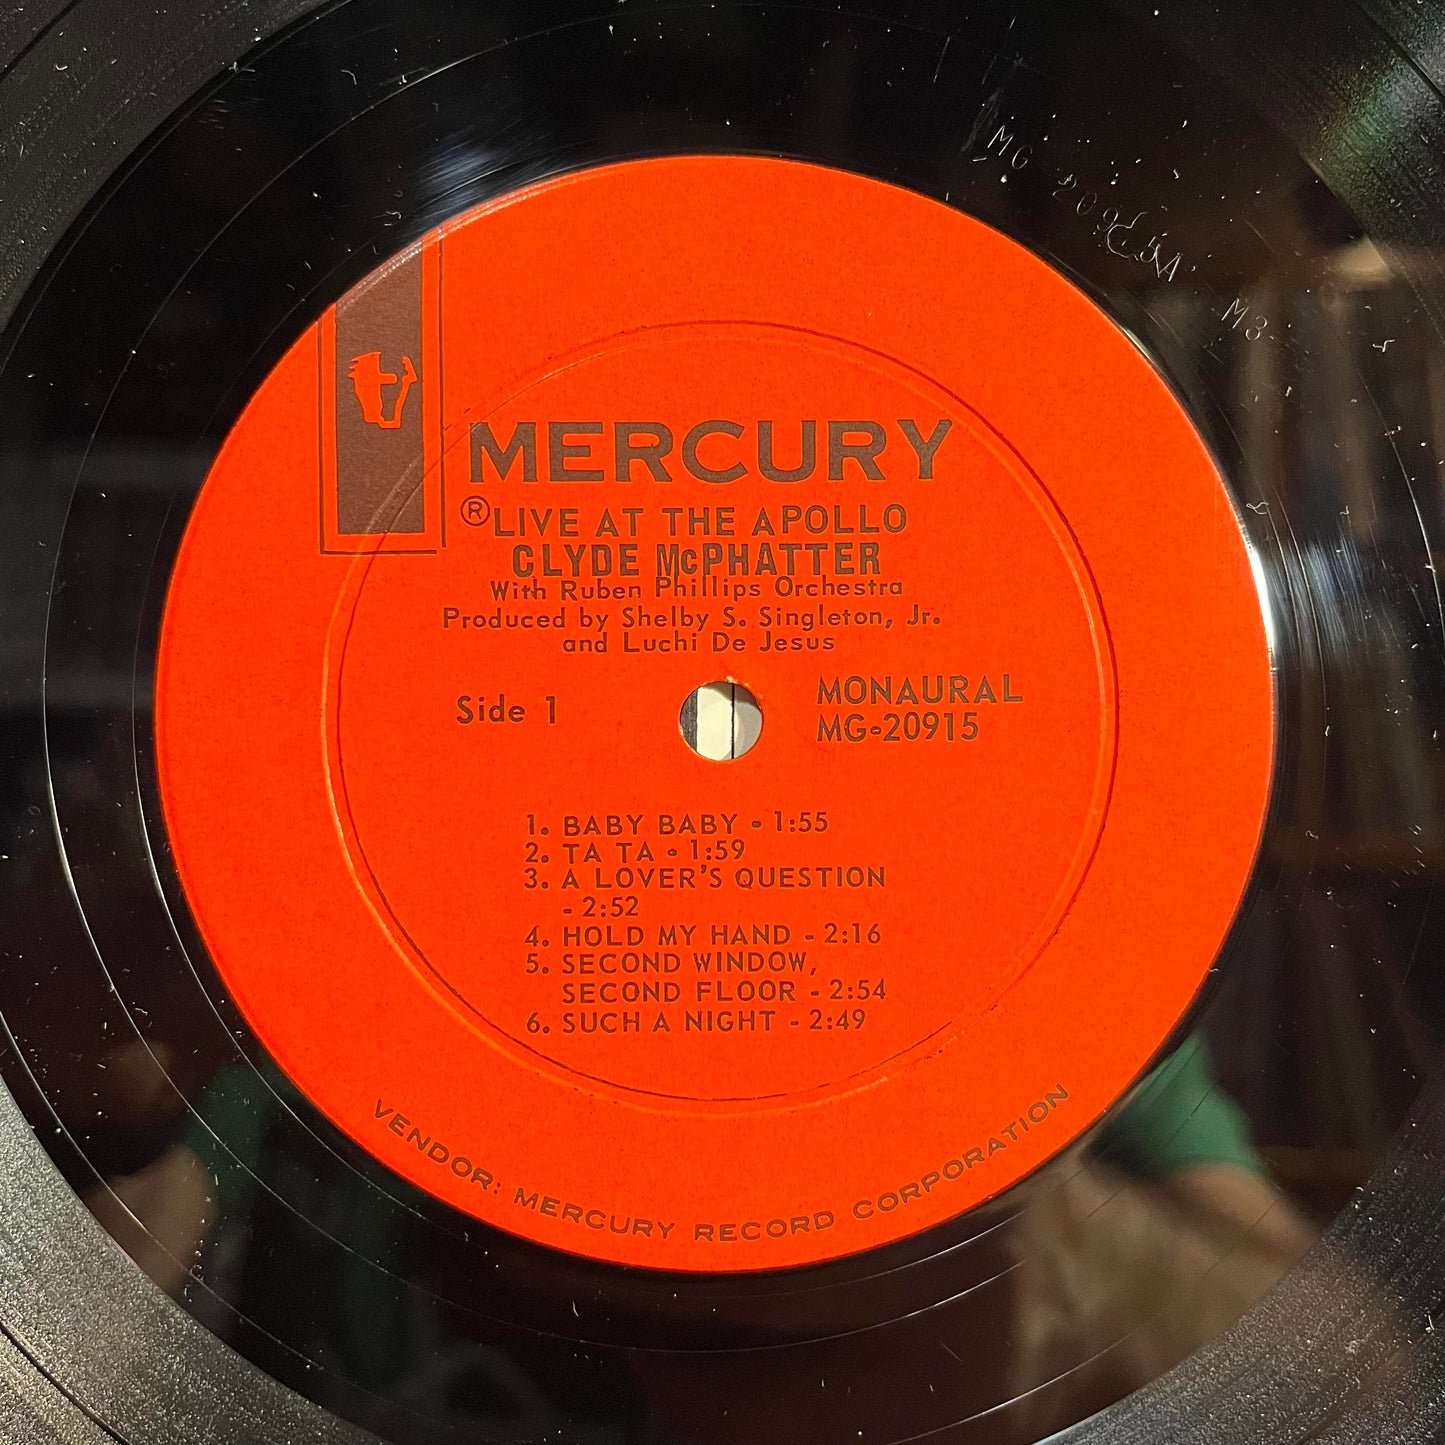 MERCURY
®LIVE AT THE APOLLO
CLYDE McPHATTER
With Ruben Phillips Orchestra
Produced by Shelby S. Singleton, Jr.
and Luchi De Jesus
Side 1
MONAURAL
MG-20915
1. BABY BABY - 1:55
2. TA TA - 1:59
3. A LOVER'S QUESTION
- 2:52
4. HOLD MY HAND - 2:16
5. SECOND WINDOW,
SECOND FLOOR - 2:54
6. SUCH A NIGHT - 2:49
VENDOR: MERCURY RECORD CORPORATION
MG
M3